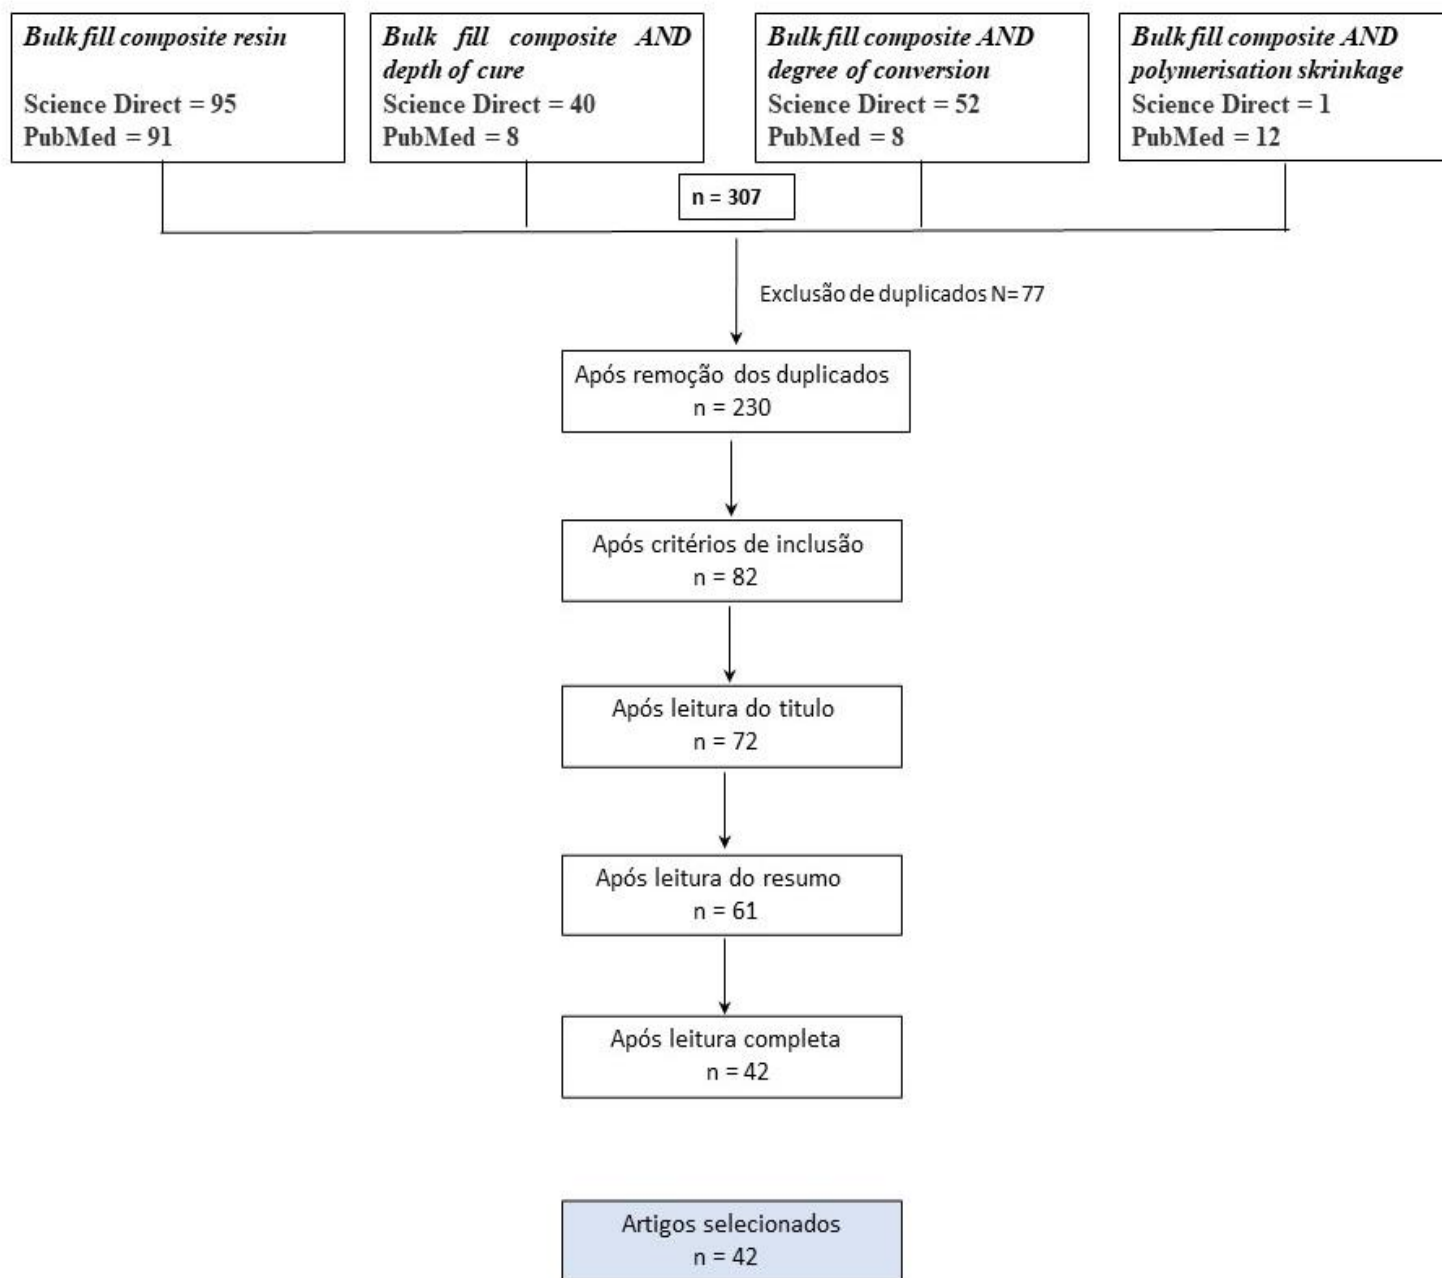 Bulk fill composite resin
Science Direct = 95
PubMed = 91
Bulk fill composite AND
depth of cure
Science Direct = 40
PubMed = 8
Bulk fill composite AND
degree of conversion
Science Direct = 52
PubMed = 8
Bulk fill composite AND
polymerisation skrinkage
Science Direct = 1
PubMed = 12
n = 307
Exclusão de duplicados N= 77
Após remoção dos duplicados
n = 230
Após critérios de inclusão
n = 82
Após leitura do titulo
n = 72
Após leitura do resumo
n = 61
Após leitura completa
n = 42
Artigos selecionados
n = 42